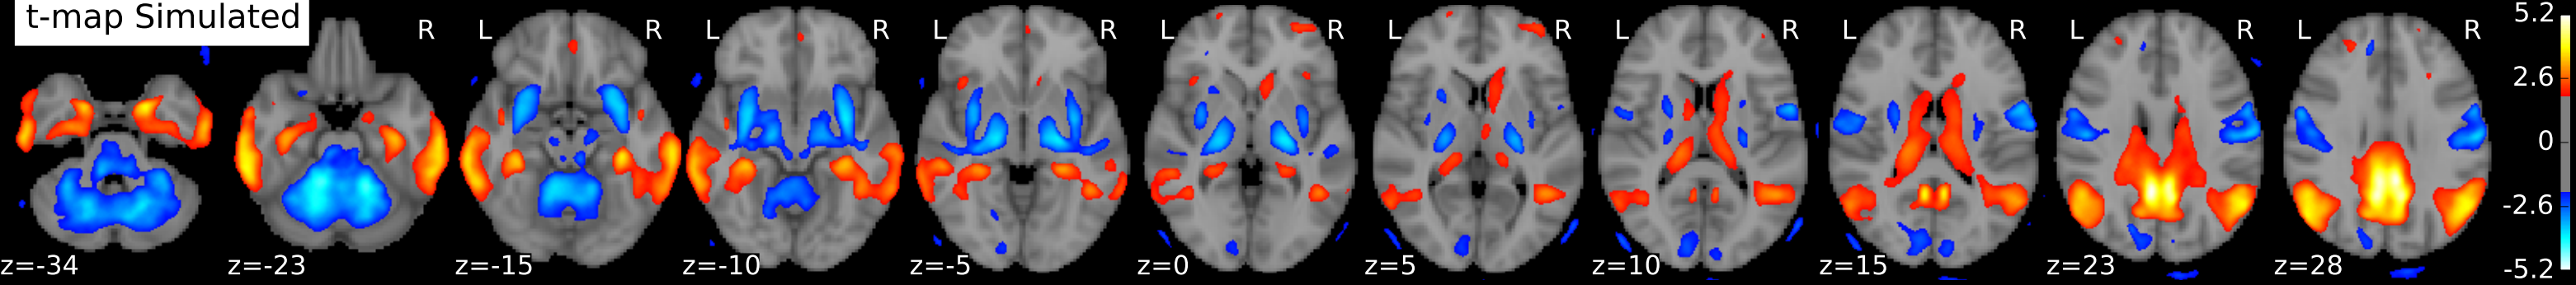 t-map Simulated
R
L R
L R
L R
L R
L R
L R
L R
L R
L R
5.2
2.6
0
-2.6
-5.2
z=-34 z=-23 z=-15 z=-10 z=-5 z=0 z=5 z=10 z=15 z=23 z=28